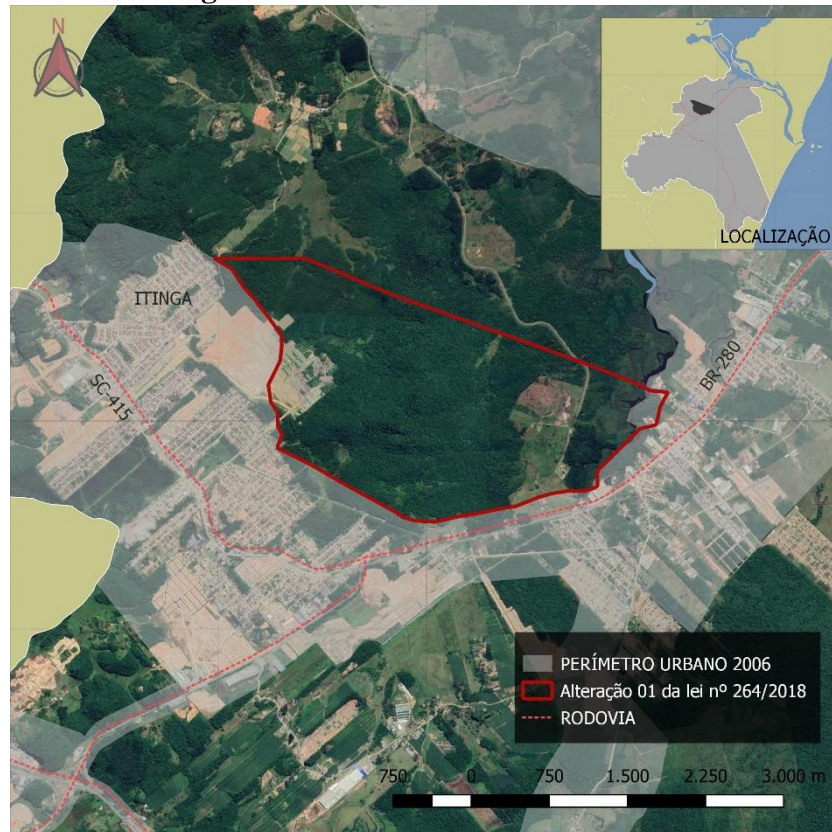 N
LOCALIZAÇÃO
ITINGA
SC-415
BR-280
PERÍMETRO URBANO 2006
Alteração 01 da lei nº 264/2018
RODOVIA
750 0 750 1.500 2.250 3.000 m